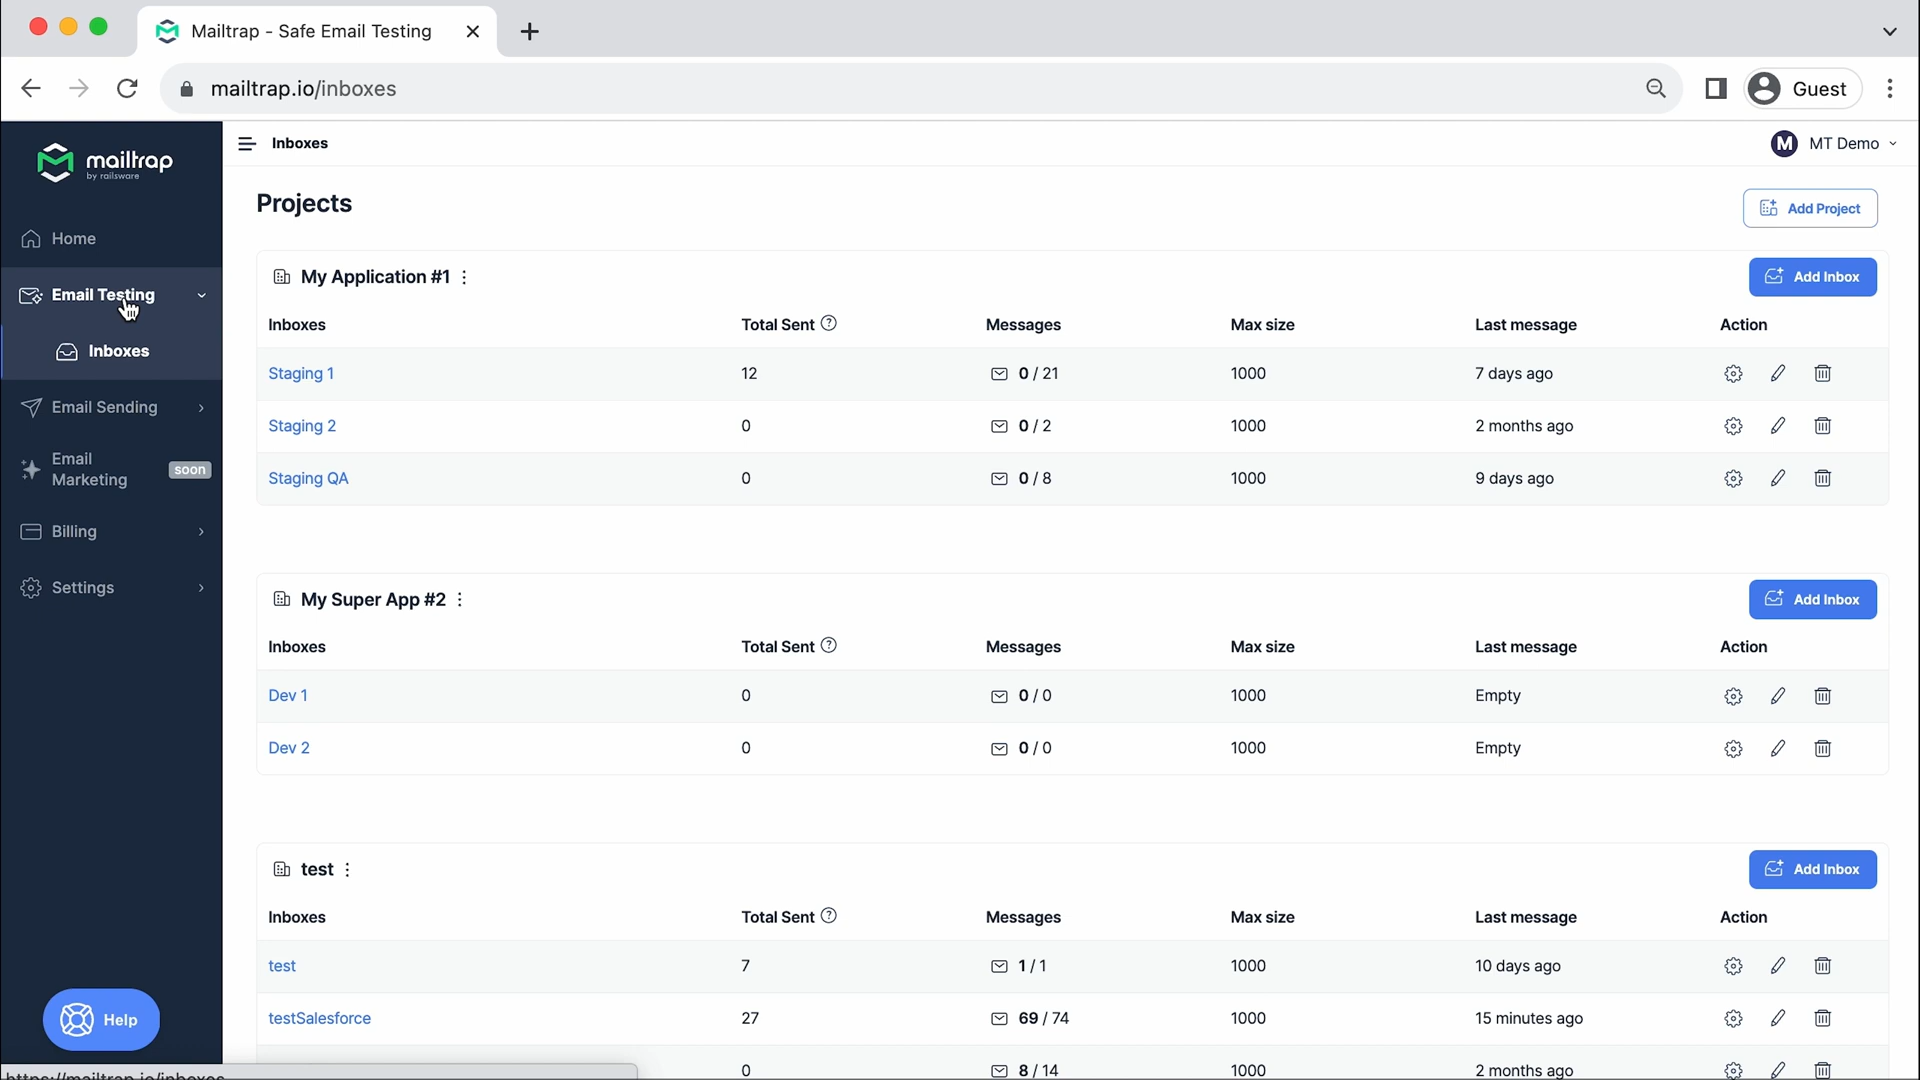 Mailtrap - Safe Email Testing
mailtrap.io/inboxes
Guest
mailtrap
by railsware
Inboxes
M MT Demo
Home
Email Testing
Inboxes
Email Sending
Email
Marketing
soon
Billing
Settings
Help
Projects
Add Project
My Application #1
Add Inbox
Inboxes Total Sent ? Messages Max size Last message Action
Staging 1 12 0 / 21 1000 7 days ago
Staging 2 0 0 / 2 1000 2 months ago
Staging QA 0 0 / 8 1000 9 days ago
My Super App #2
Add Inbox
Inboxes Total Sent ? Messages Max size Last message Action
Dev 1 0 0 / 0 1000 Empty
Dev 2 0 0 / 0 1000 Empty
test
Add Inbox
Inboxes Total Sent ? Messages Max size Last message Action
test 7 1 / 1 1000 10 days ago
testSalesforce 27 69 / 74 1000 15 minutes ago
0 8 / 14 1000 2 months ago
https://mailtrap.io/inboxes